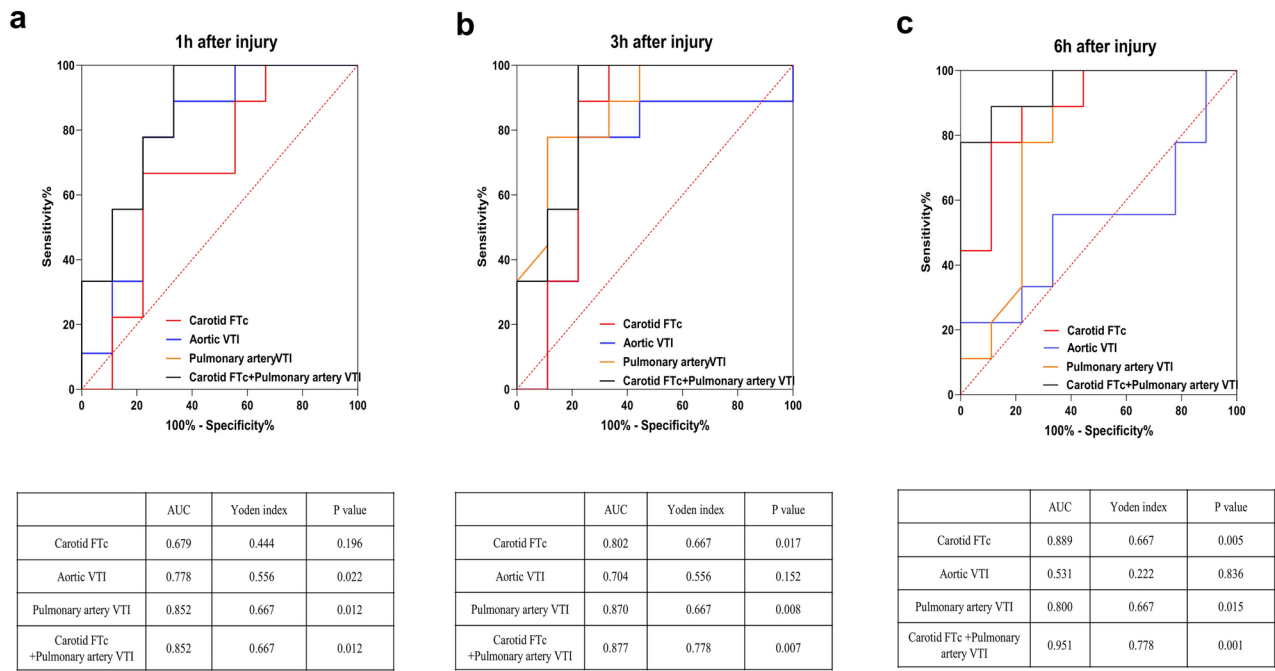 a
1h after injury
Sensitivity%
100
80
60
40
20
0
0 20 40 60 80 100
100% - Specificity%
Carotid FTc
Aortic VTI
Pulmonary arteryVTI
Carotid FTc+Pulmonary artery VTI
b
3h after injury
Sensitivity%
100
80
60
40
20
0
0 20 40 60 80 100
100% - Specificity%
Carotid FTc
Aortic VTI
Pulmonary arteryVTI
Carotid FTc+Pulmonary artery VTI
c
6h after injury
Sensitivity%
100
80
60
40
20
0
0 20 40 60 80 100
100% - Specificity%
Carotid FTc
Aortic VTI
Pulmonary artery VTI
Carotid FTc+Pulmonary artery VTI
AUC Yoden index P value
Carotid FTc 0.679 0.444 0.196
Aortic VTI 0.778 0.556 0.022
Pulmonary artery VTI 0.852 0.667 0.012
Carotid FTc
+Pulmonary artery VTI 0.852 0.667 0.012
AUC Yoden index P value
Carotid FTc 0.802 0.667 0.017
Aortic VTI 0.704 0.556 0.152
Pulmonary artery VTI 0.870 0.667 0.008
Carotid FTc
+Pulmonary artery VTI 0.877 0.778 0.007
AUC Yoden index P value
Carotid FTc 0.889 0.667 0.005
Aortic VTI 0.531 0.222 0.836
Pulmonary artery VTI 0.800 0.667 0.015
Carotid FTc +Pulmonary
artery VTI 0.951 0.778 0.001